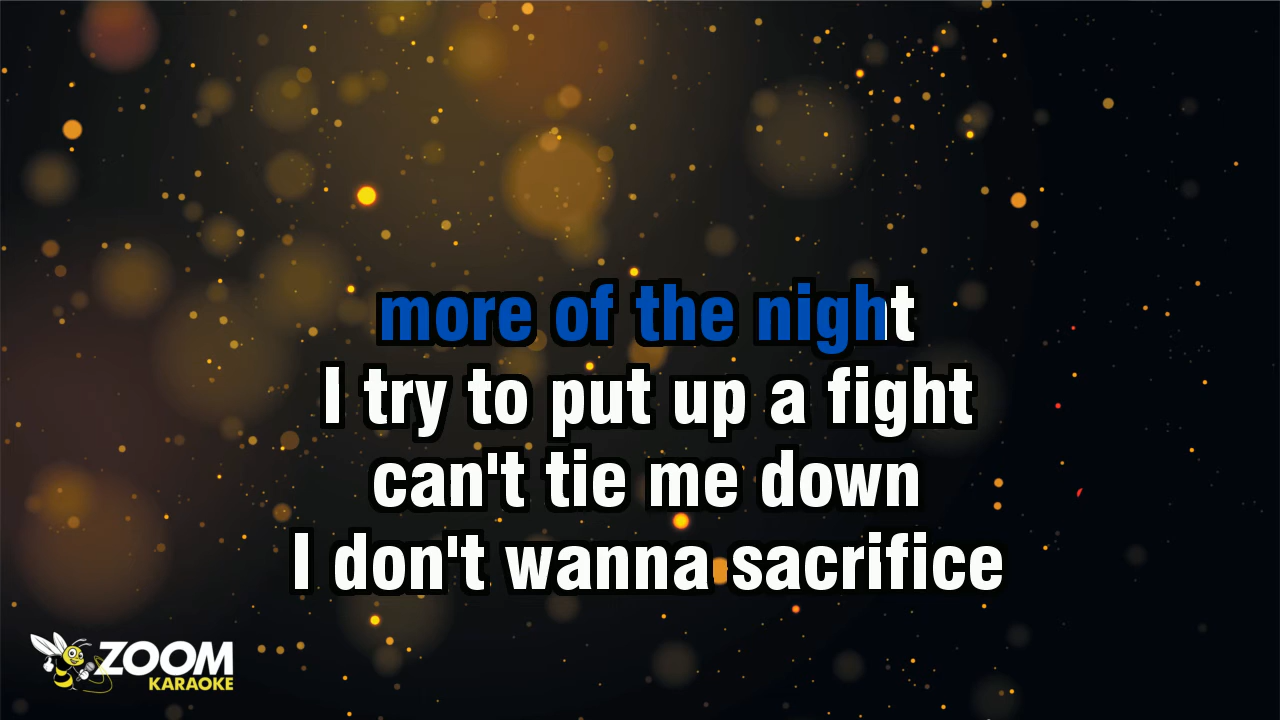 more of the night
I try to put up a fight
can't tie me down
I don't wanna sacrifice
ZOOM
KARAOKE